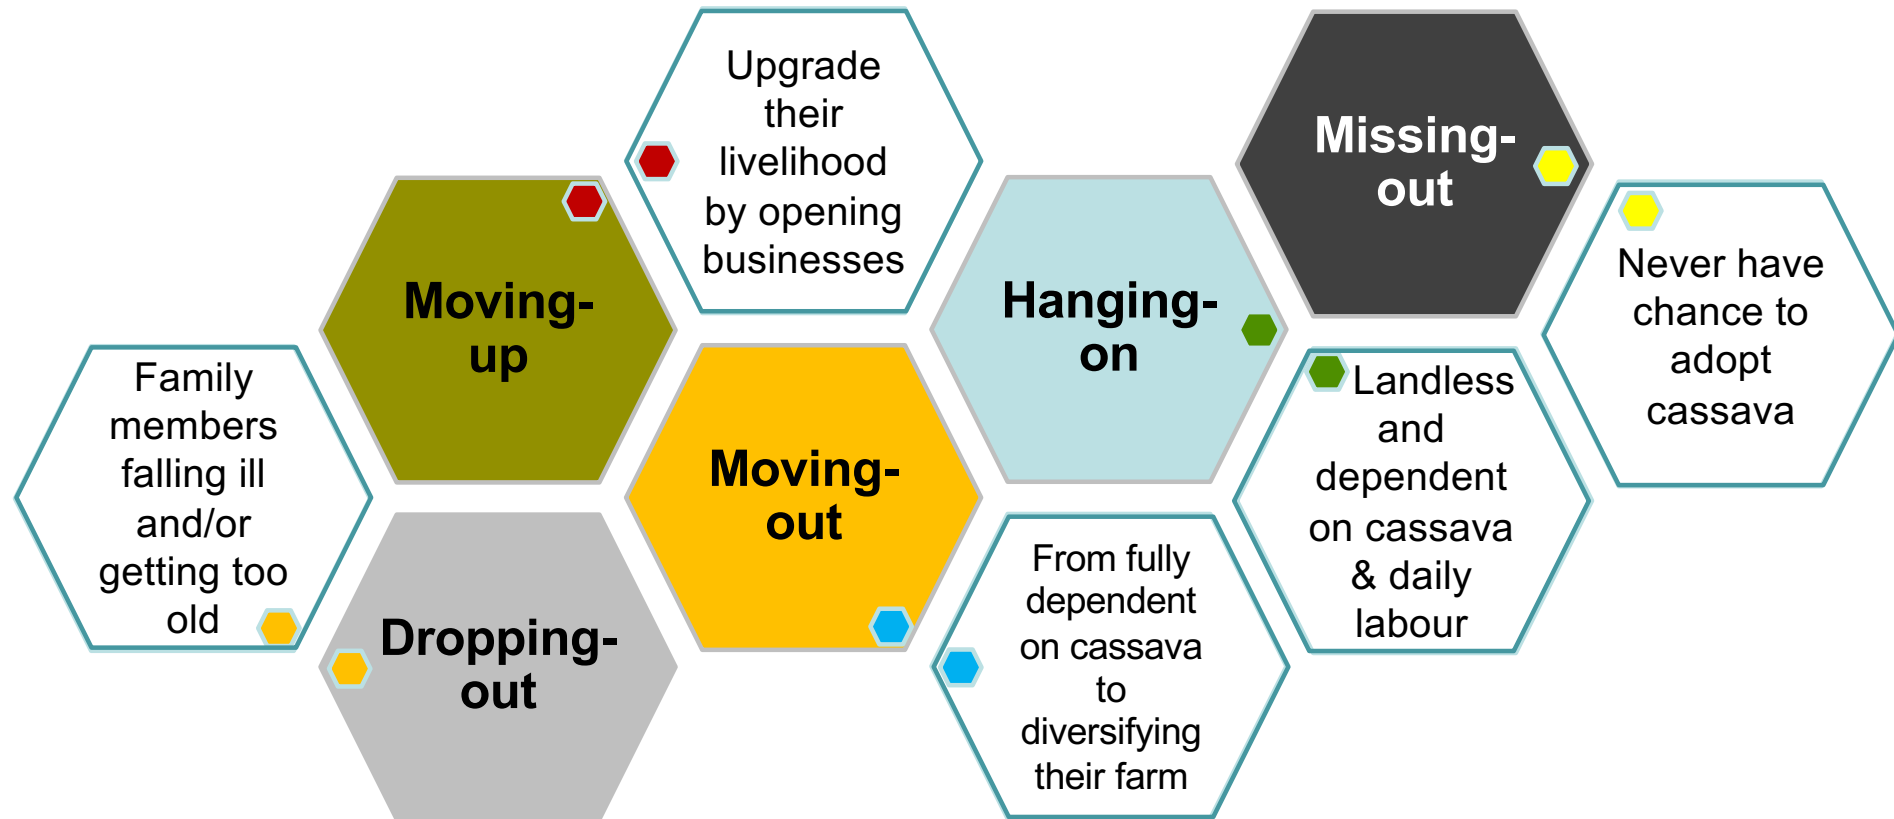 Upgrade
their
livelihood
by opening
businesses
Missing-
out
Moving-
up
Hanging-
on
Never have
chance to
adopt
cassava
Family
members
falling ill
and/or
getting too
old
Moving-
out
Landless
and
dependent
on cassava
& daily
labour
Dropping-
out
From fully
dependent
on cassava
to
diversifying
their farm